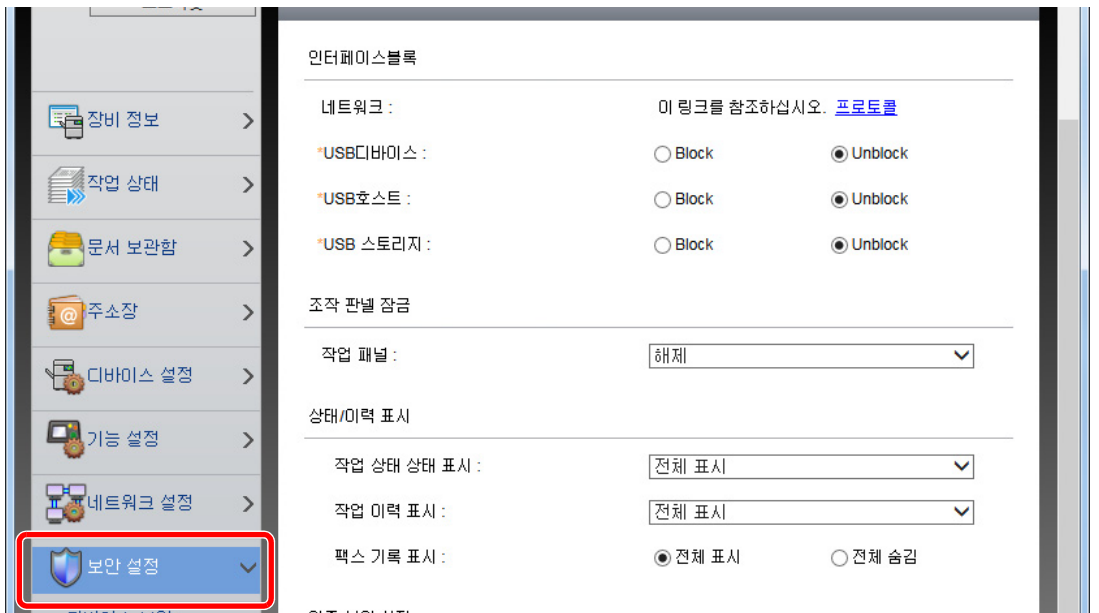 장비 정보
작업 상태
문서 보관함
주소장
디바이스 설정
기능 설정
네트워크 설정
보안 설정
인터페이스블록
네트워크 : 이 링크를 참조하십시오. 프로토콜
*USB디바이스 : Block Unblock
*USB호스트 : Block Unblock
*USB 스토리지 : Block Unblock
조작 판넬 잠금
작업 패널 : 해제
상태/이력 표시
작업 상태 상태 표시 : 전체 표시
작업 이력 표시 : 전체 표시
팩스 기록 표시 : 전체 표시 전체 숨김